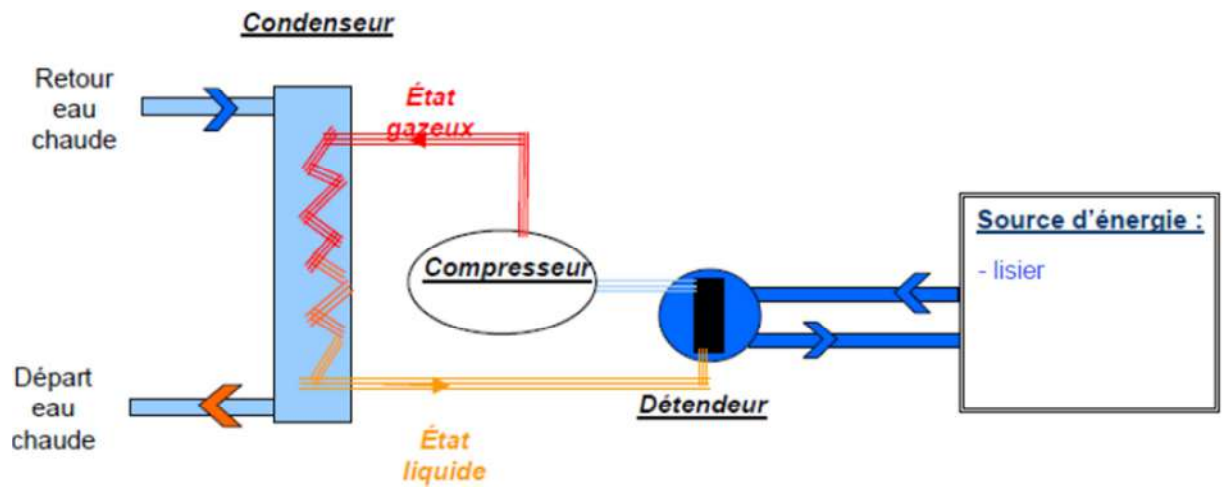 Condenseur
Retour
eau
chaude
État
gazeux
Source d'énergie :
- lisier
Compresseur
Départ
eau
chaude
Détendeur
État
liquide